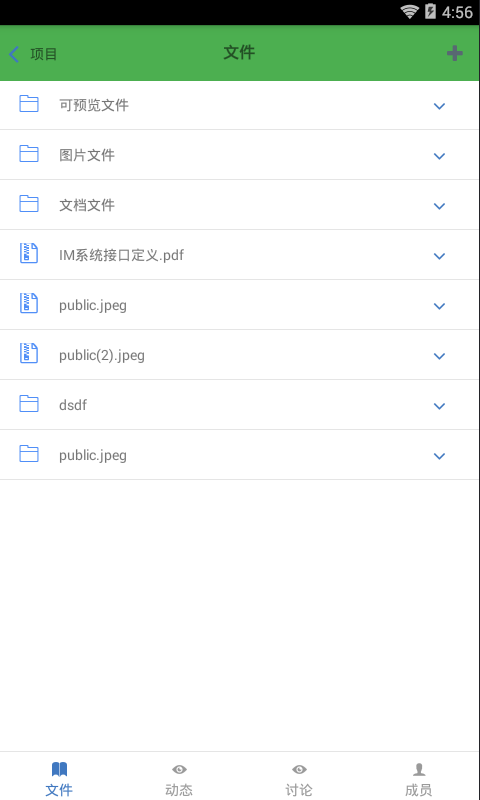 4:56
项目
文件
可预览文件
图片文件
文档文件
IM系统接口定义.pdf
public.jpeg
public(2).jpeg
dsdf
public.jpeg
文件
动态
讨论
成员